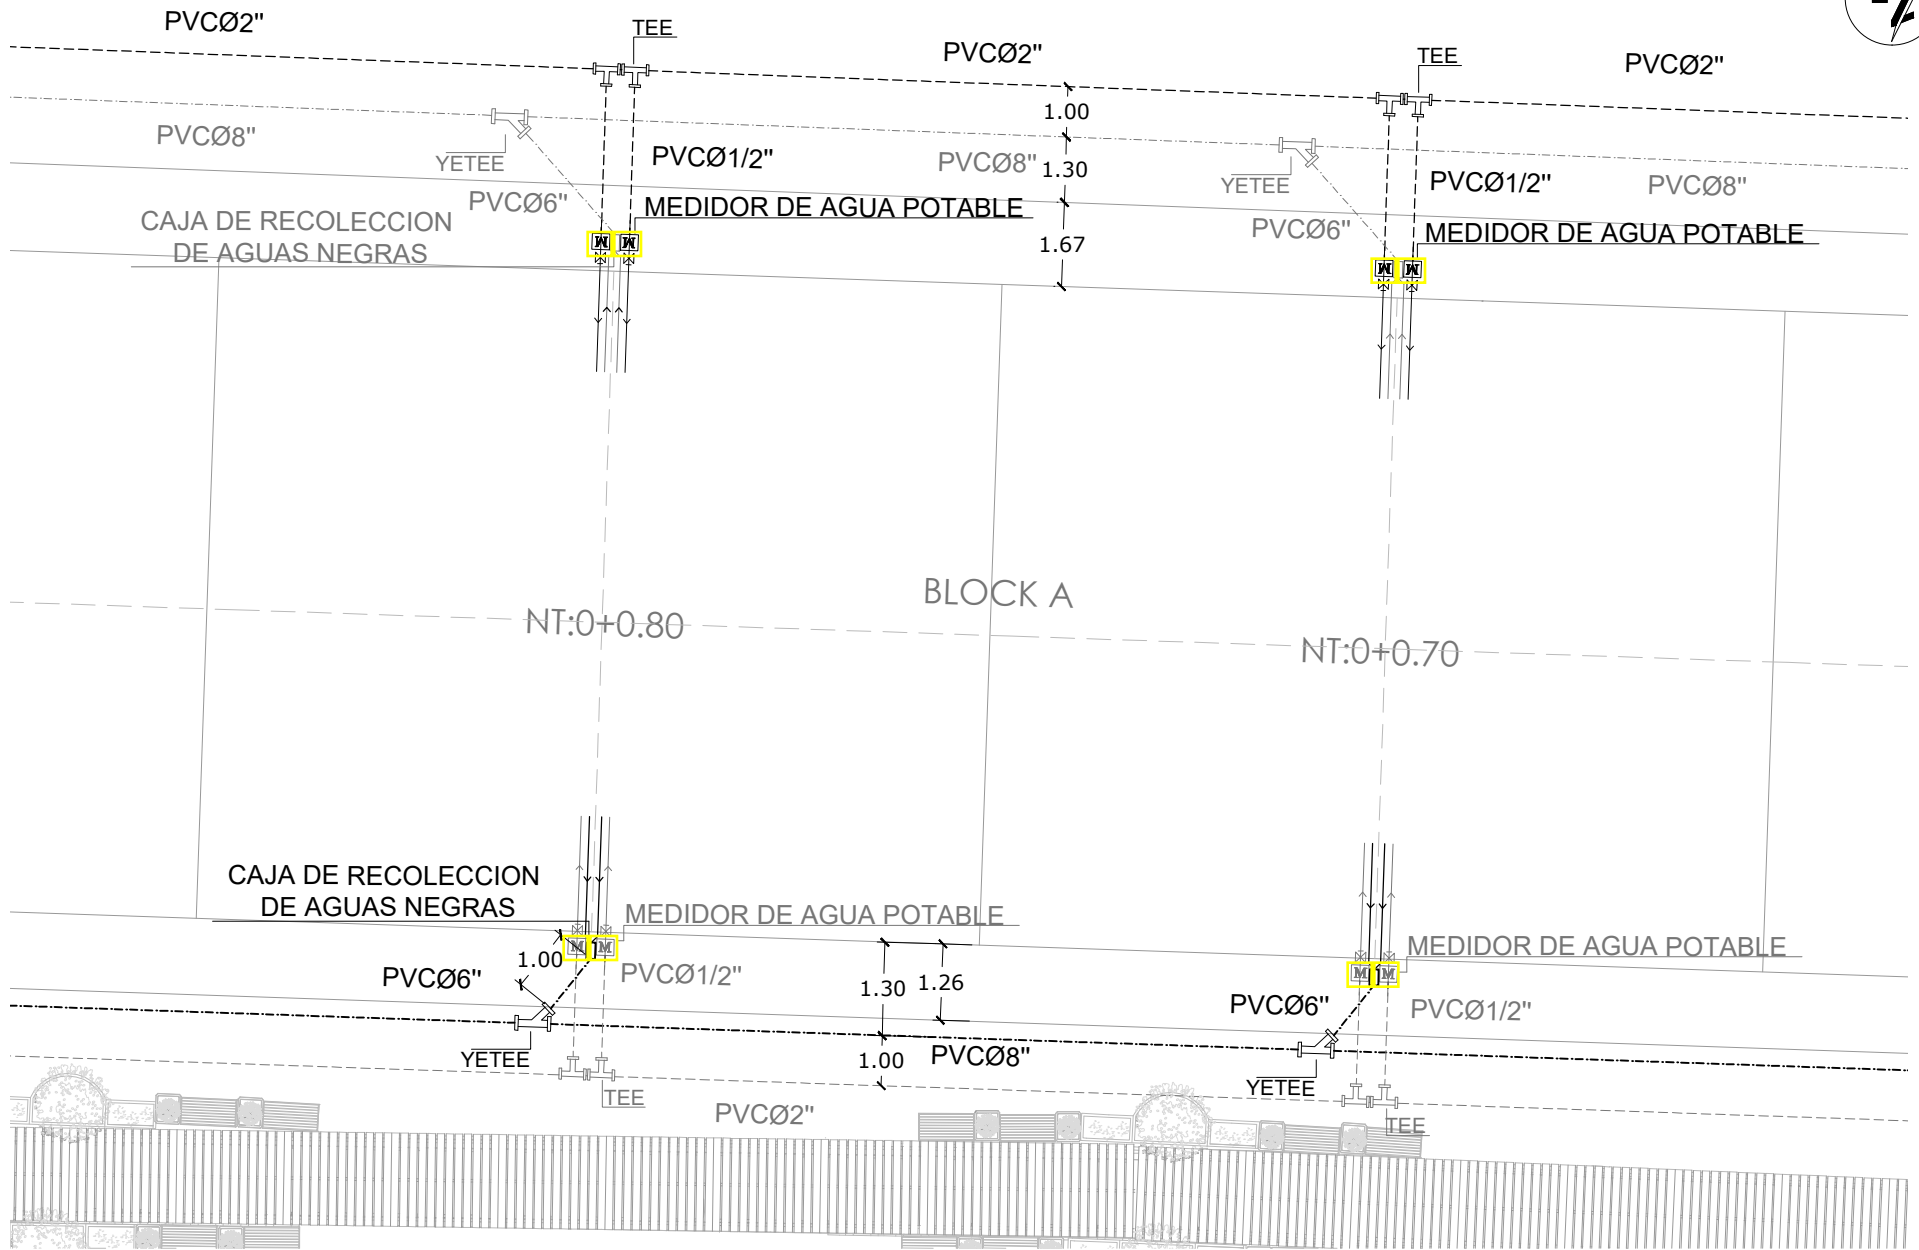 PVCØ2"
TEE
PVCØ2"
TEE
PVCØ2"
1.00
PVCØ8"
YETEE
PVCØ1/2"
PVCØ8"
1.30
YETEE
PVCØ1/2"
PVCØ8"
PVCØ6"
MEDIDOR DE AGUA POTABLE
CAJA DE RECOLECCION
DE AGUAS NEGRAS
1.67
PVCØ6"
MEDIDOR DE AGUA POTABLE
M
M
M
M
BLOCK A
NT:0+0.80
NT:0+0.70
CAJA DE RECOLECCION
DE AGUAS NEGRAS
MEDIDOR DE AGUA POTABLE
M
M
MEDIDOR DE AGUA POTABLE
M
M
1.00
PVCØ6"
PVCØ1/2"
1.30
1.26
PVCØ6"
PVCØ1/2"
YETEE
1.00
PVCØ8"
YETEE
TEE
PVCØ2"
TEE